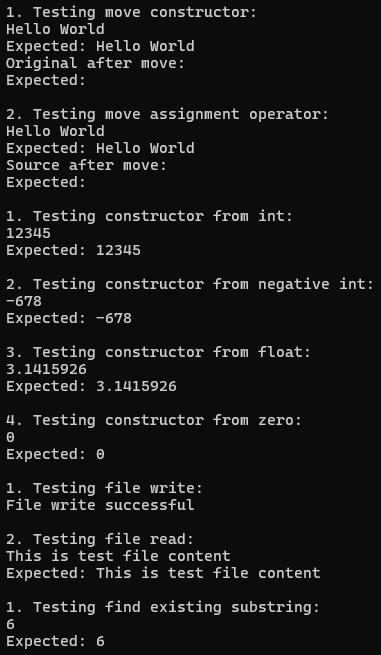 1. Testing move constructor:
Hello World
Expected: Hello World
Original after move:
Expected:
2. Testing move assignment operator:
Hello World
Expected: Hello World
Source after move:
Expected:
1. Testing constructor from int:
12345
Expected: 12345
2. Testing constructor from negative int:
-678
Expected: -678
3. Testing constructor from float:
3.1415926
Expected: 3.1415926
4. Testing constructor from zero:
0
Expected: 0
1. Testing file write:
File write successful
2. Testing file read:
This is test file content
Expected: This is test file content
1. Testing find existing substring:
6
Expected: 6